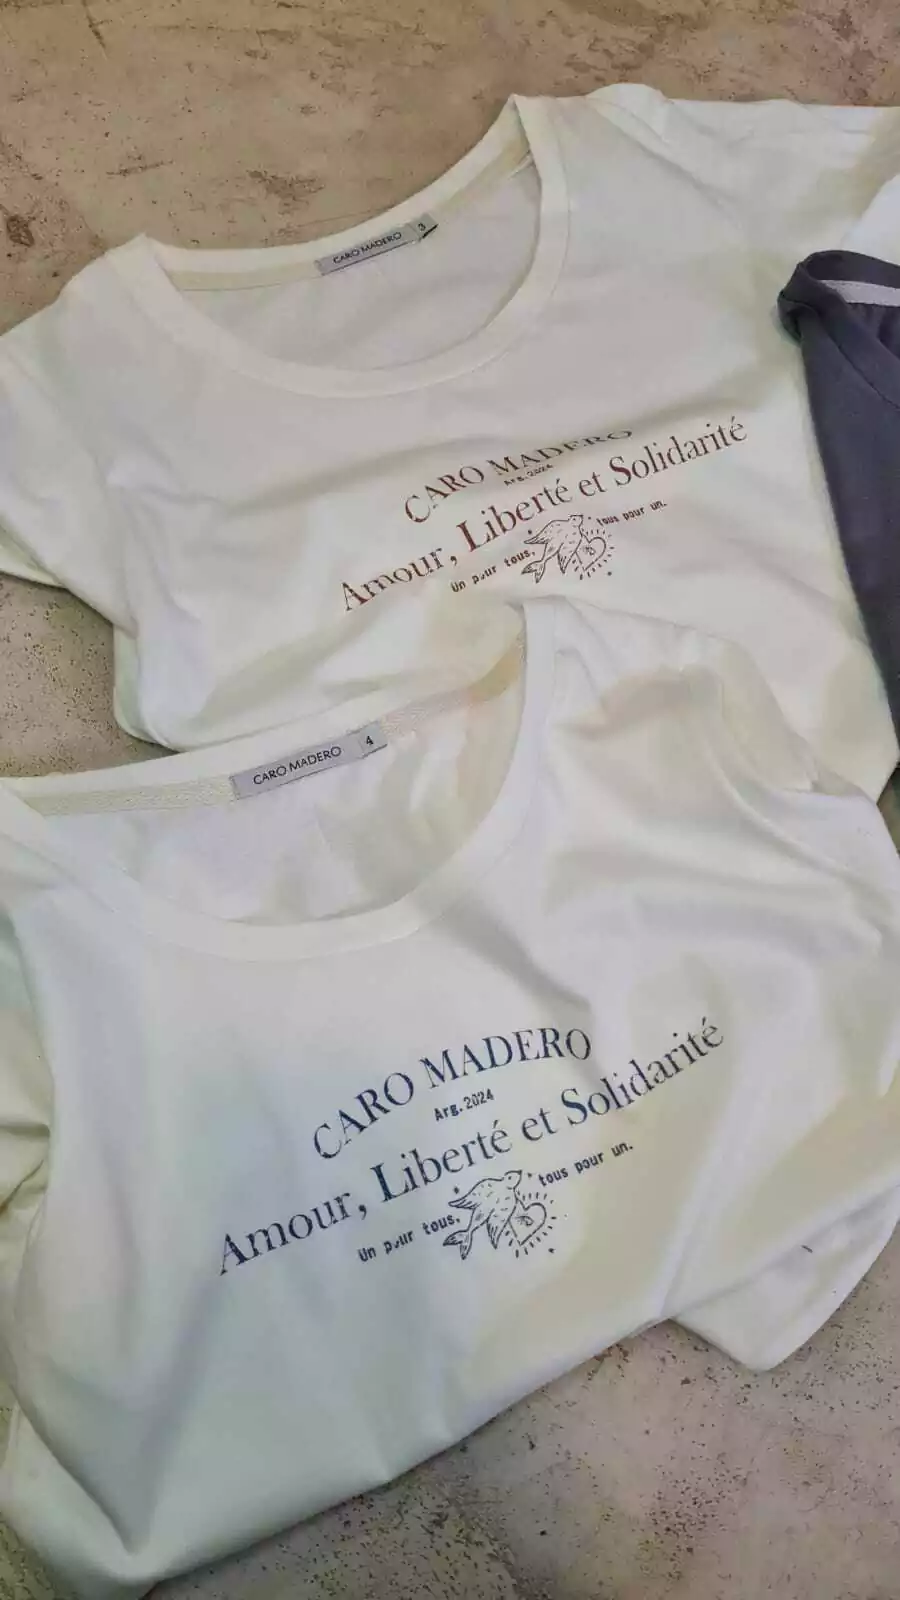 CARO MADERO 3
CARO MADERO
Arg. 2024
Amour, Liberté et Solidarité
Un pour tous, tous pour un.
CARO MADERO 4
CARO MADERO
Arg. 2024
Amour, Liberté et Solidarité
Un pour tous, tous pour un.